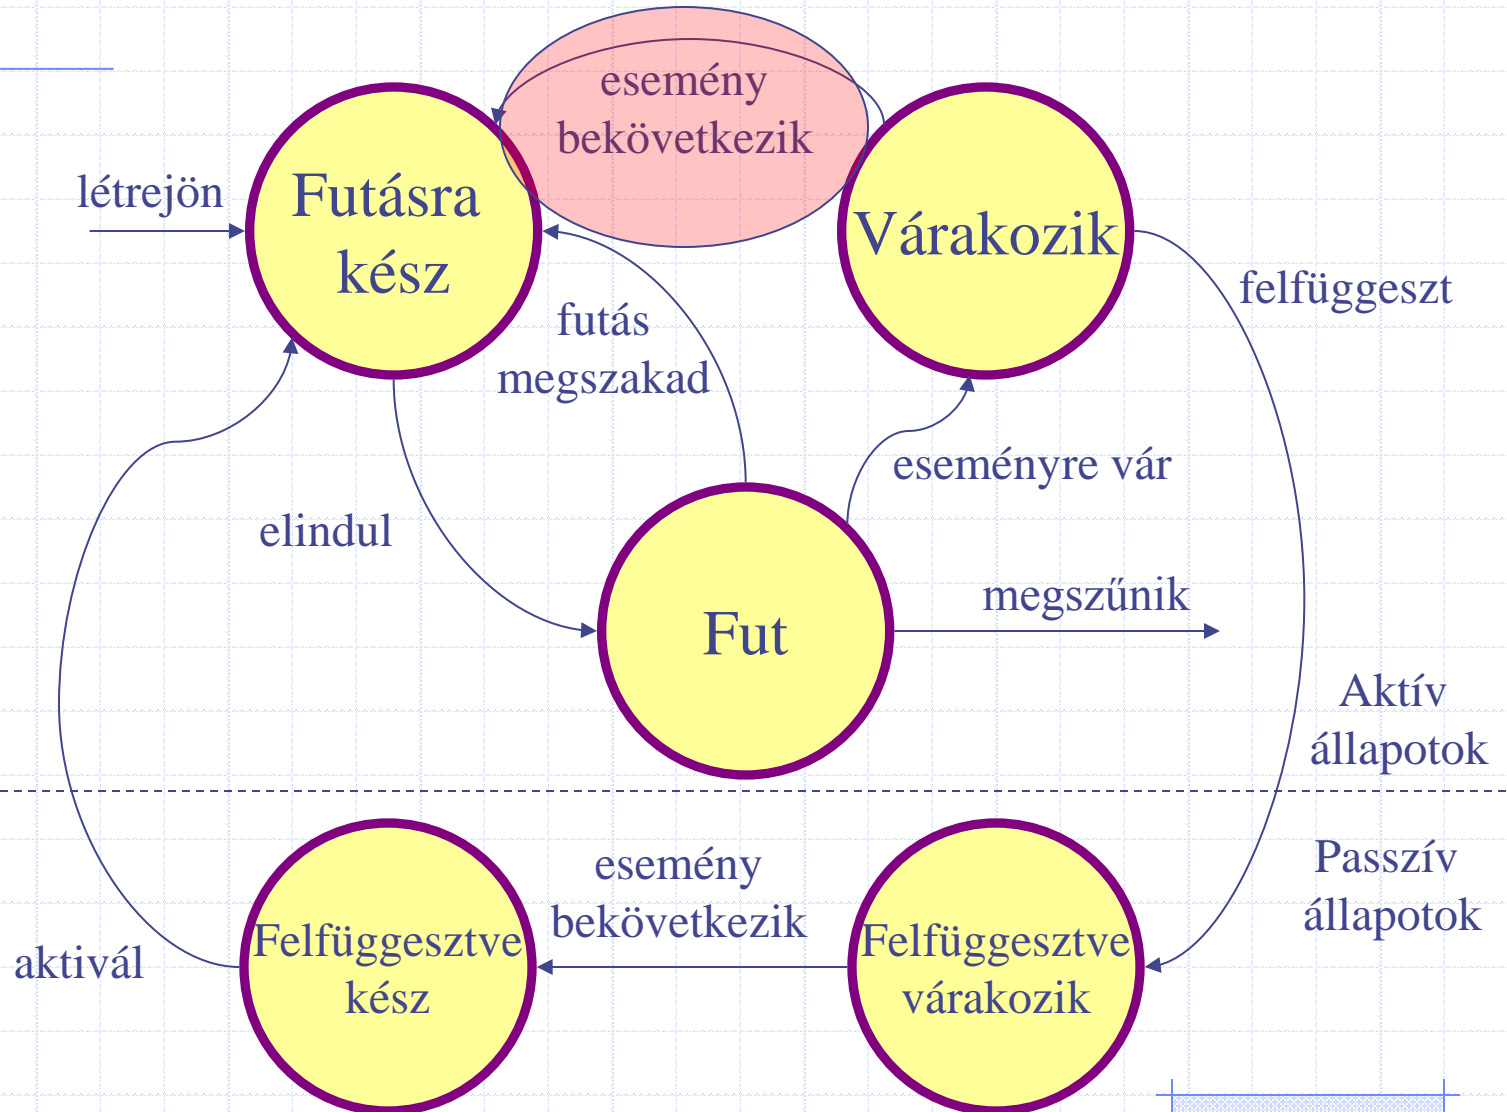 esemény
bekövetkezik
létrejön
Futásra
kész
Várakozik
felfüggeszt
futás
megszakad
eseményre vár
elindul
megszűnik
Fut
Aktív
állapotok
Passzív
állapotok
esemény
bekövetkezik
Felfüggesztve
kész
Felfüggesztve
várakozik
aktivál